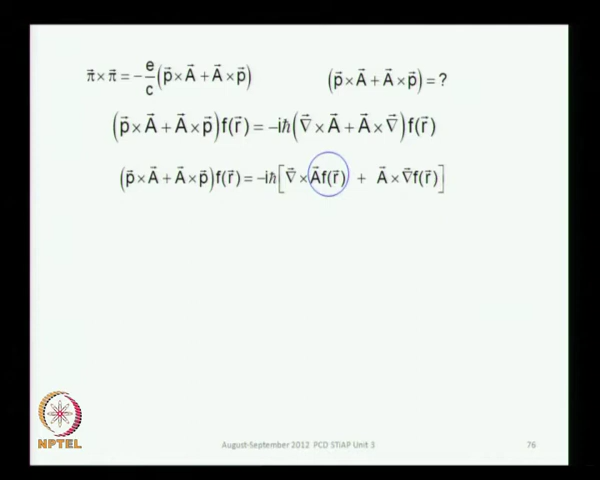 π⃗ × π⃗ = −e/c (p⃗ × A⃗ + A⃗ × p⃗) (p⃗ × A⃗ + A⃗ × p⃗) = ?
(p⃗ × A⃗ + A⃗ × p⃗) f(r⃗) = −iħ (∇⃗ × A⃗ + A⃗ × ∇⃗) f(r⃗)
(p⃗ × A⃗ + A⃗ × p⃗) f(r⃗) = −iħ [∇⃗ × A⃗f(r⃗) + A⃗ × ∇⃗f(r⃗)]
NPTEL
August-September 2012 PCD STiAP Unit 3 76